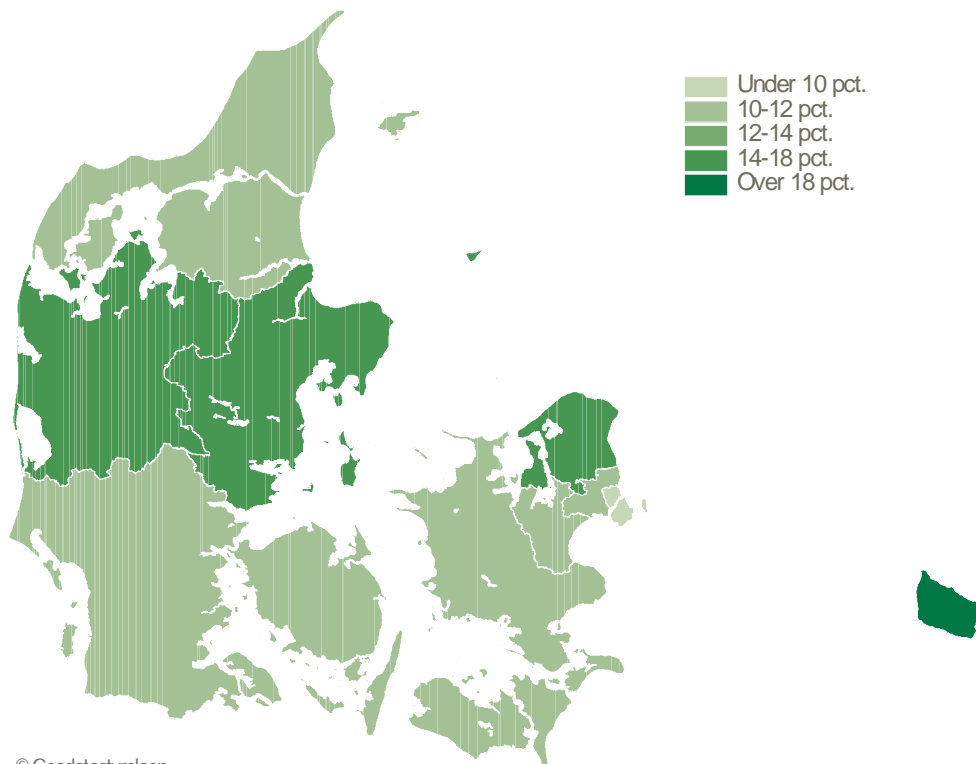 Under 10 pct.
10-12 pct.
12-14 pct.
14-18 pct.
Over 18 pct.
©